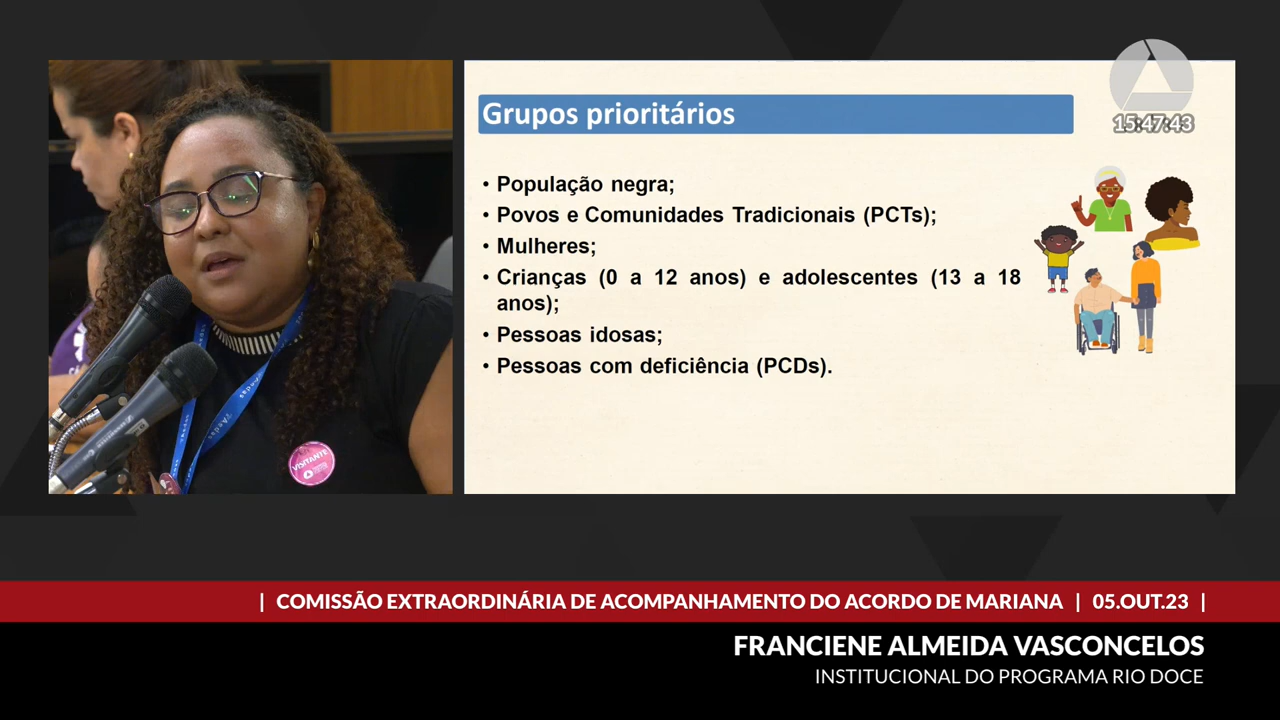 Grupos prioritários
15:47:43
• População negra;
• Povos e Comunidades Tradicionais (PCTs);
• Mulheres;
• Crianças (0 a 12 anos) e adolescentes (13 a 18
anos);
• Pessoas idosas;
• Pessoas com deficiência (PCDs).
VISITANTE
| COMISSÃO EXTRAORDINÁRIA DE ACOMPANHAMENTO DO ACORDO DE MARIANA | 05.OUT.23 |
FRANCIENE ALMEIDA VASCONCELOS
INSTITUCIONAL DO PROGRAMA RIO DOCE